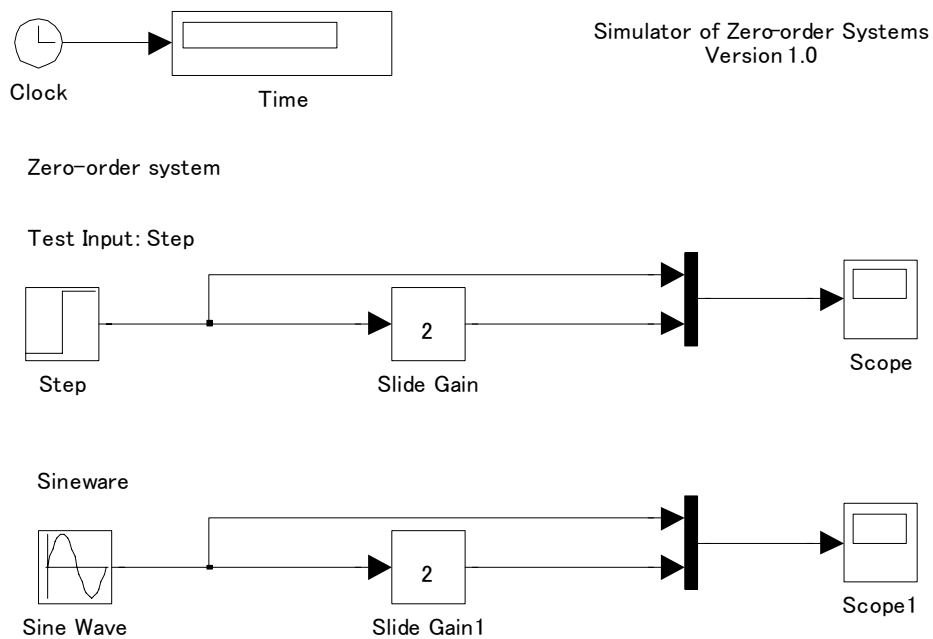 Simulator of Zero-order Systems
Version 1.0
Clock
Time
Zero-order system
Test Input: Step
2
Step
Slide Gain
Scope
Sineware
2
Sine Wave
Slide Gain1
Scope1